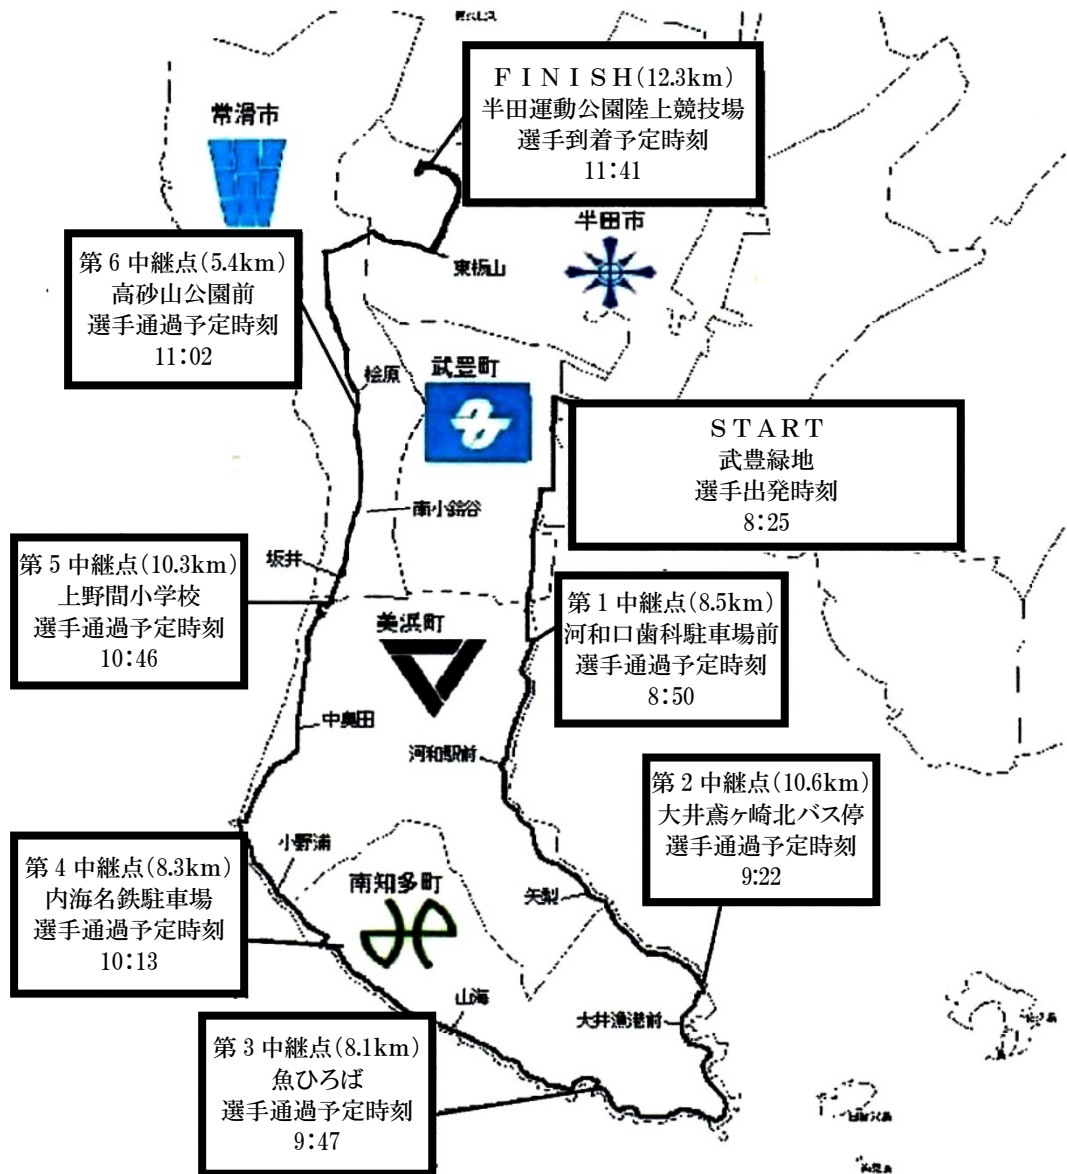 ＦＩＮＩＳＨ(12.3km)
半田運動公園陸上競技場
選手到着予定時刻
11:41
常滑市
半田市
東栃山
第６中継点(5.4km)
高砂山公園前
選手通過予定時刻
11:02
桧原
武豊町
ＳＴＡＲＴ
武豊緑地
選手出発時刻
8:25
南小鈴谷
坂井
第５中継点(10.3km)
上野間小学校
選手通過予定時刻
10:46
第１中継点(8.5km)
河和口歯科駐車場前
選手通過予定時刻
8:50
美浜町
中奥田
河和駅前
第２中継点(10.6km)
大井鳶ヶ崎北バス停
選手通過予定時刻
9:22
小野浦
第４中継点(8.3km)
内海名鉄駐車場
選手通過予定時刻
10:13
南知多町
矢梨
山海
大井漁港前
第３中継点(8.1km)
魚ひろば
選手通過予定時刻
9:47